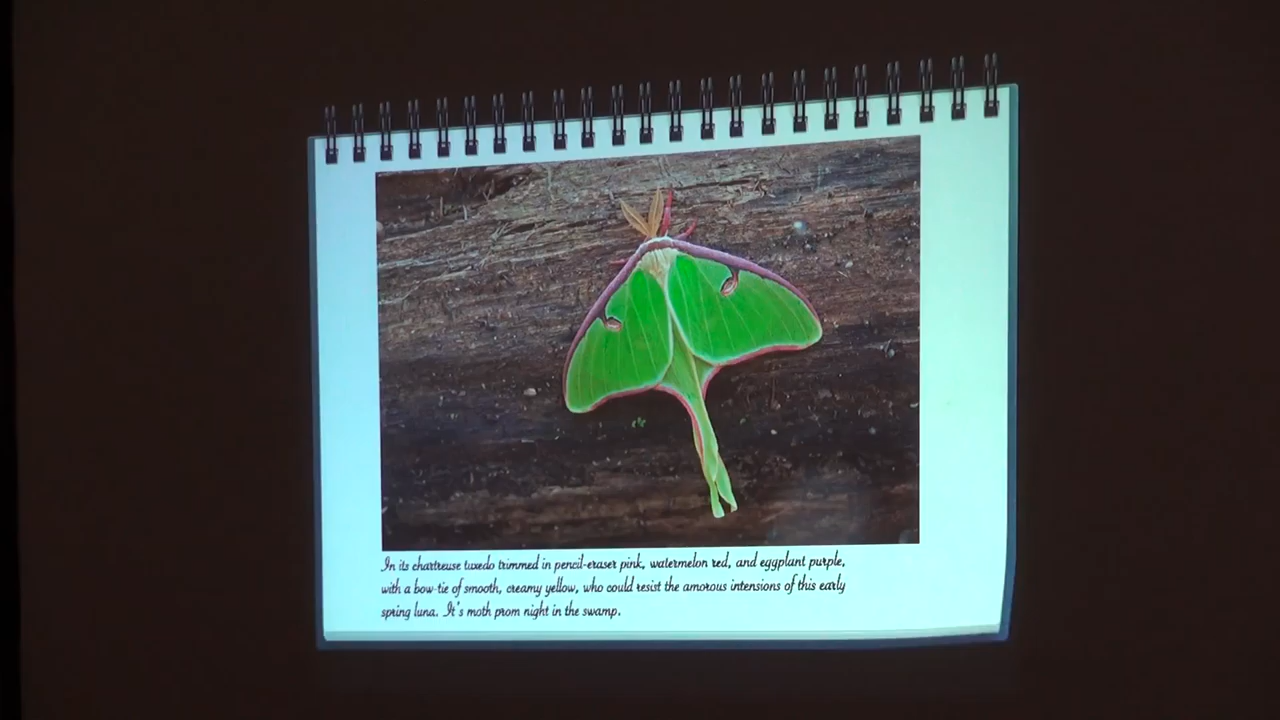 In its chartreuse tuxedo trimmed in pencil-eraser pink, watermelon red, and eggplant purple,
with a bow-tie of smooth, creamy yellow, who could resist the amorous intensions of this early
spring luna. It's moth prom night in the swamp.